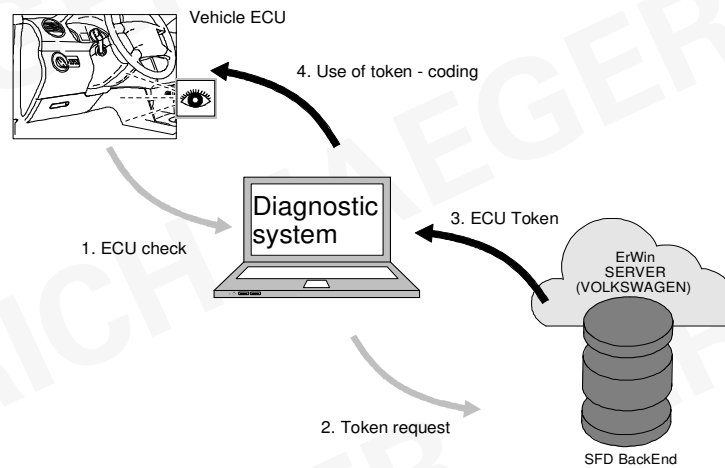 Vehicle ECU
4. Use of token - coding
Diagnostic
system
3. ECU Token
1. ECU check
ErWin
SERVER
(VOLKSWAGEN)
2. Token request
SFD BackEnd